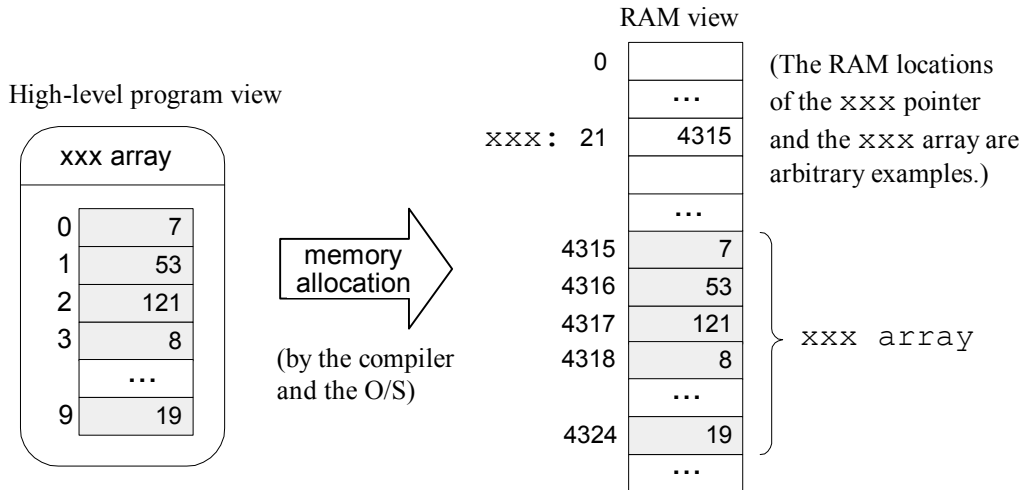 High-level program view
xxx array
0 7
1 53
2 121
3 8
...
9 19
memory
allocation
(by the compiler
and the O/S)
RAM view
0
...
xxx: 21 4315
...
4315 7
4316 53
4317 121
4318 8
...
4324 19
...
xxx array
(The RAM locations
of the xxx pointer
and the xxx array are
arbitrary examples.)